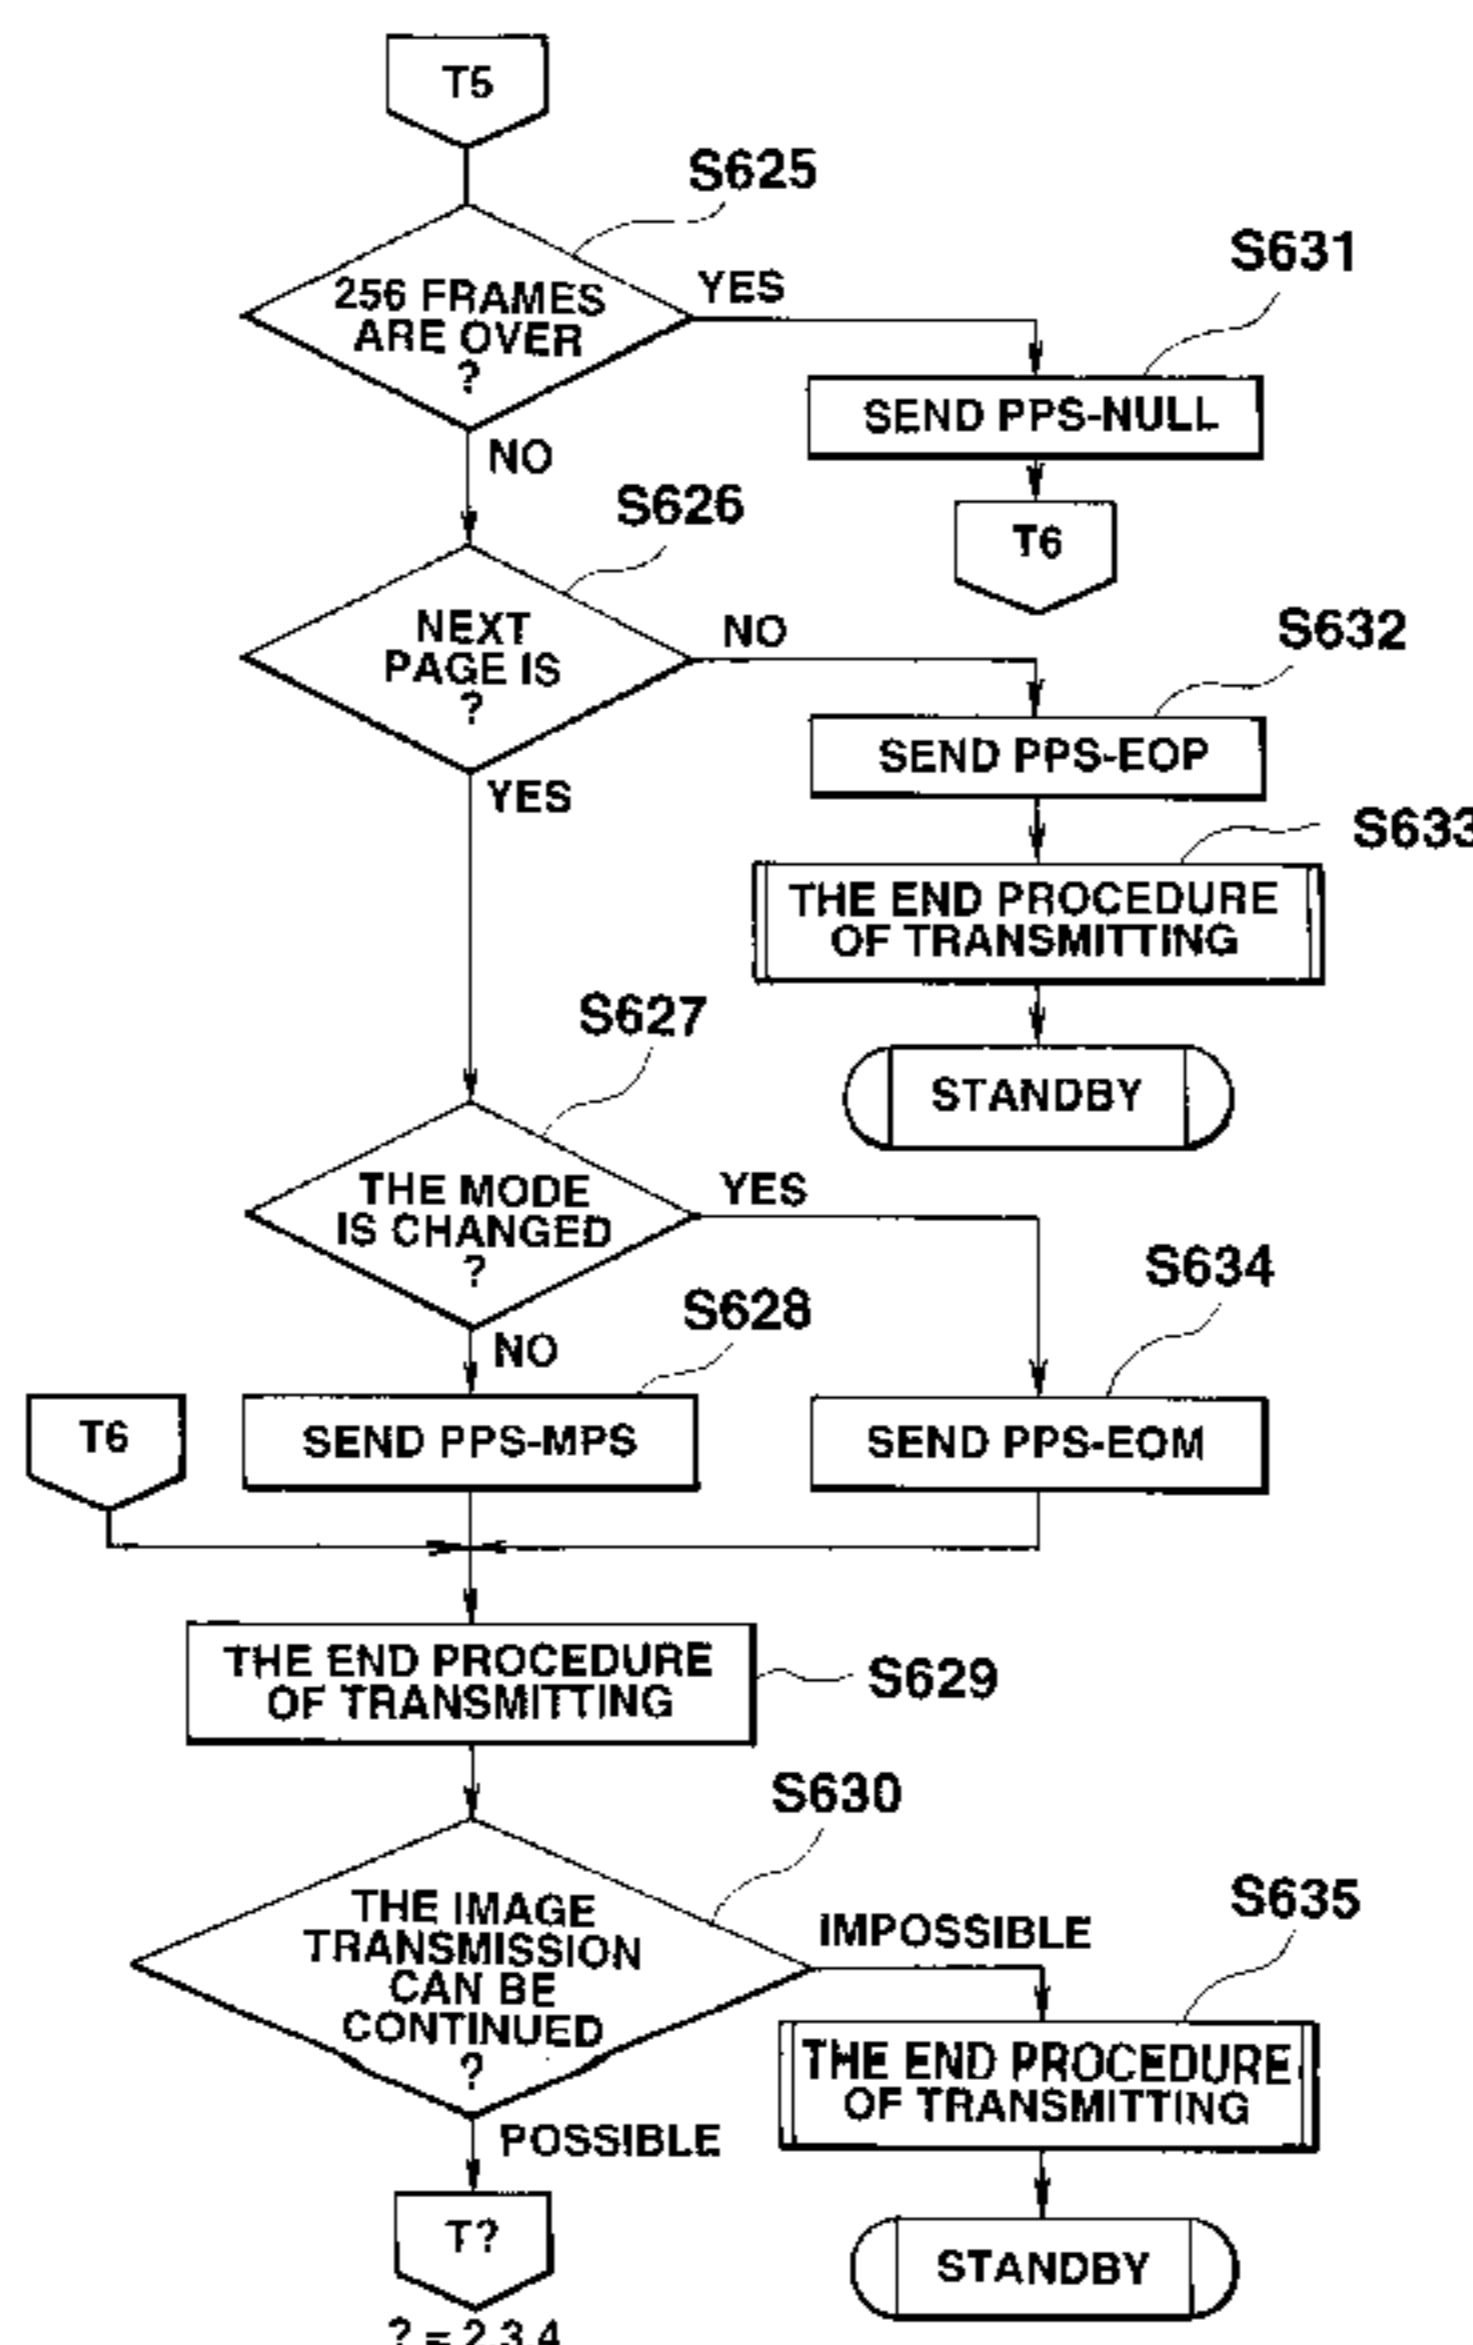 T5
S625
256 FRAMES
ARE OVER
?
YES
S631
SEND PPS-NULL
T6
NO
S626
NEXT
PAGE IS
?
NO
S632
SEND PPS-EOP
S633
THE END PROCEDURE
OF TRANSMITTING
STANDBY
YES
S627
THE MODE
IS CHANGED
?
YES
S634
SEND PPS-EOM
NO
S628
SEND PPS-MPS
T6
THE END PROCEDURE
OF TRANSMITTING
S629
S630
THE IMAGE
TRANSMISSION
CAN BE
CONTINUED
?
IMPOSSIBLE
S635
THE END PROCEDURE
OF TRANSMITTING
STANDBY
POSSIBLE
T?
? = 2,3,4